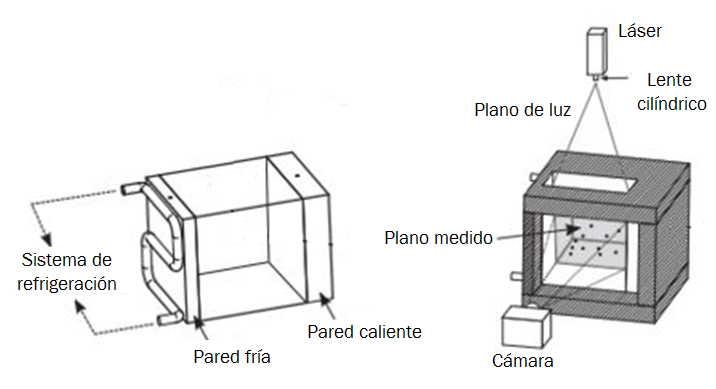 Sistema de
refrigeración
Pared fría
Pared caliente
Láser
Lente
cilíndrico
Plano de luz
Plano medido
Cámara